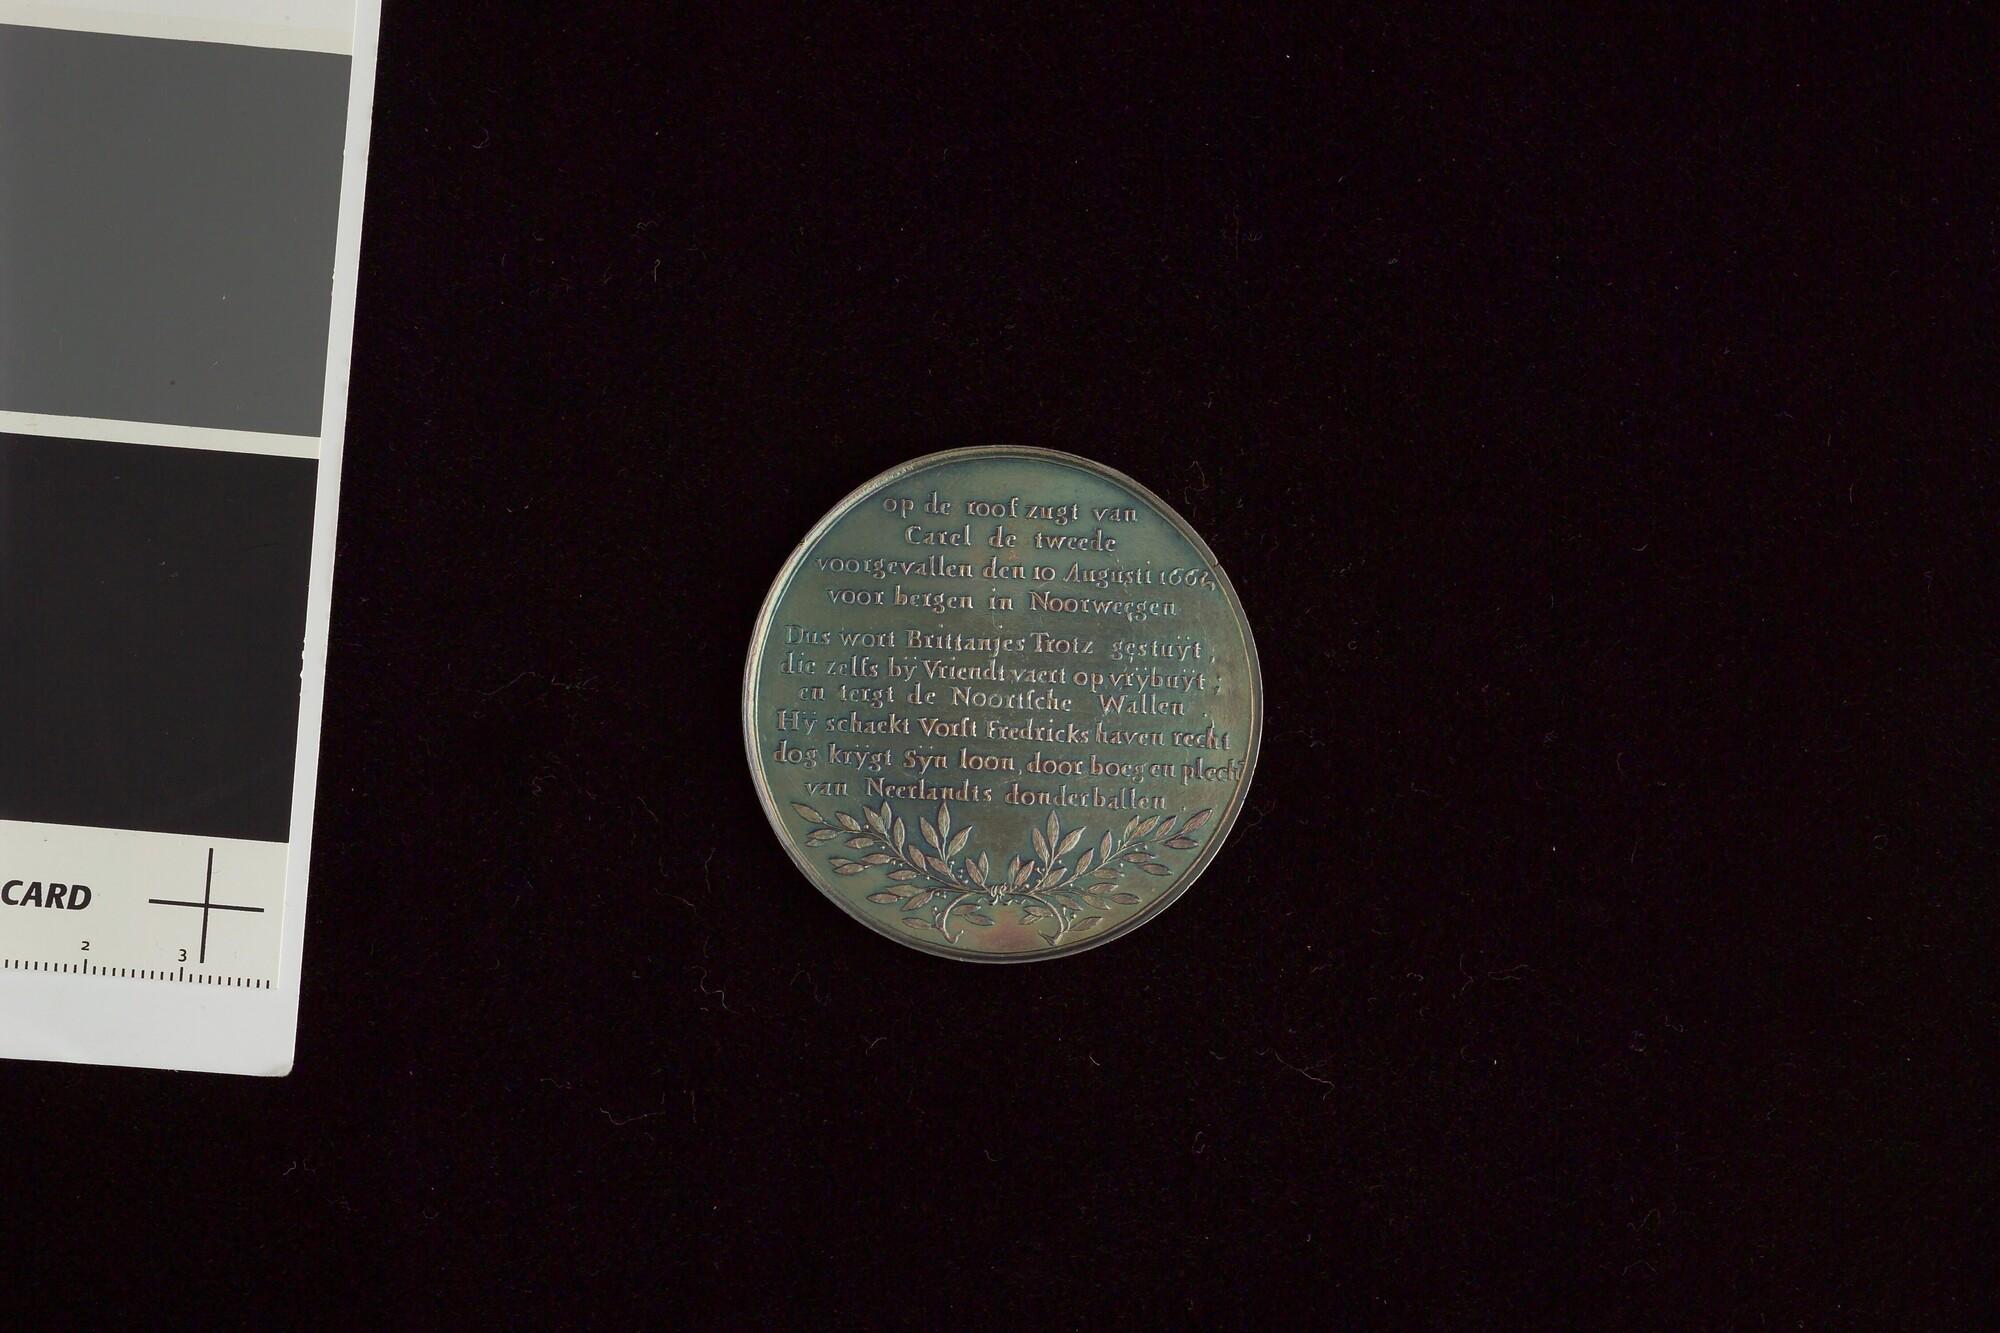 op de roof zugt van
Carel de tweede
voorgevallen den 10 Augusti 1665
voor bergen in Noorweegen
Dus wort Brittanjes Trotz gestuÿt,
die zelfs bÿ Vriendt vaert op vrÿbuÿt;
en tergt de Noortſche Wallen.
Hÿ schaekt Vorſt Fredricks haven recht
dog krÿgt Sÿn loon, door boeg en plecht
van Neerlandts donderballen.
CARD
2
3